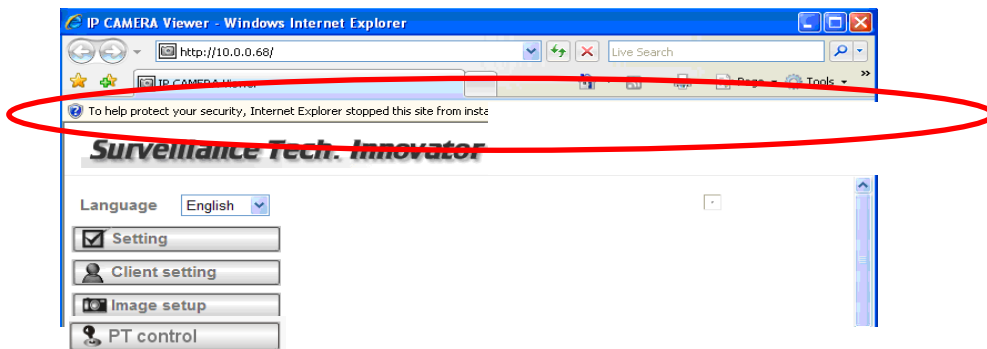 IP CAMERA Viewer - Windows Internet Explorer
http://10.0.0.68/
Live Search
IP CAMERA Viewer
Page
Tools
To help protect your security, Internet Explorer stopped this site from insta
Surveillance Tech. Innovator
Language English
Setting
Client setting
Image setup
PT control